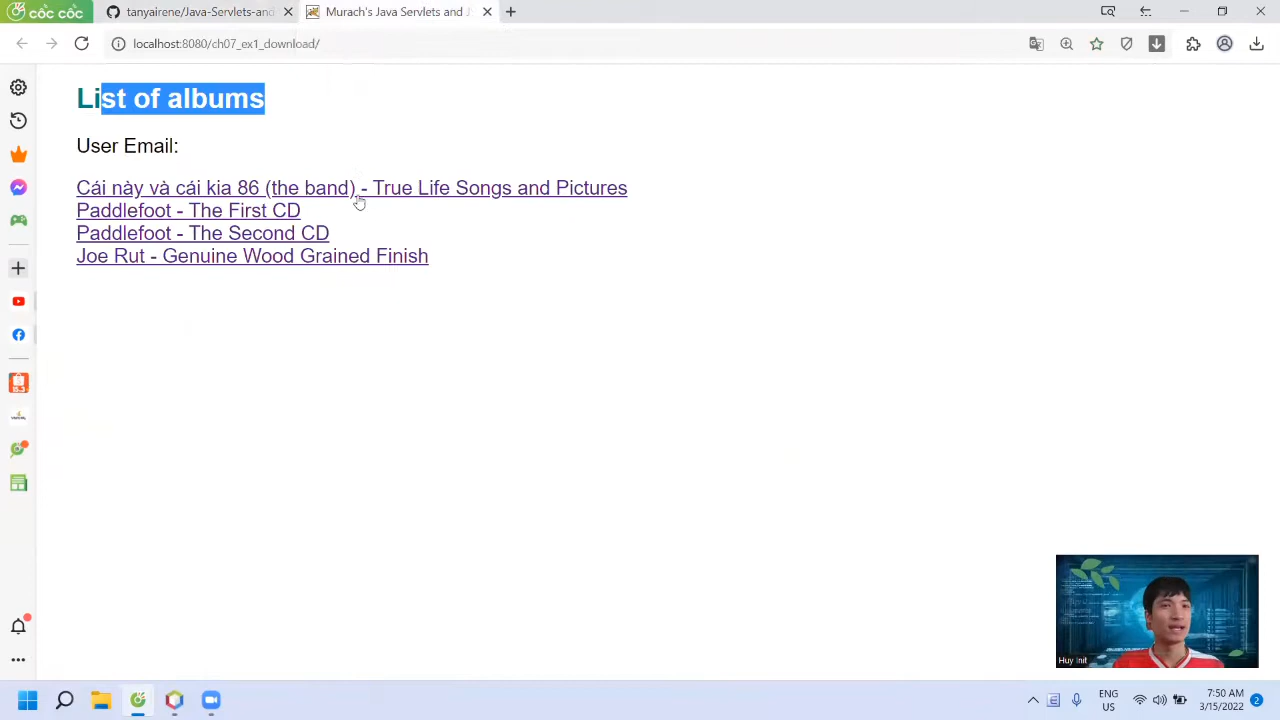 cốc cốc
tanyairene/Java-Servlets-and
Murach's Java Servlets and J
localhost:8080/ch07_ex1_download/
List of albums
User Email:
Cái này và cái kia 86 (the band) - True Life Songs and Pictures
Paddlefoot - The First CD
Paddlefoot - The Second CD
Joe Rut - Genuine Wood Grained Finish
Huy Init
ENG
US
7:50 AM
3/15/2022
2